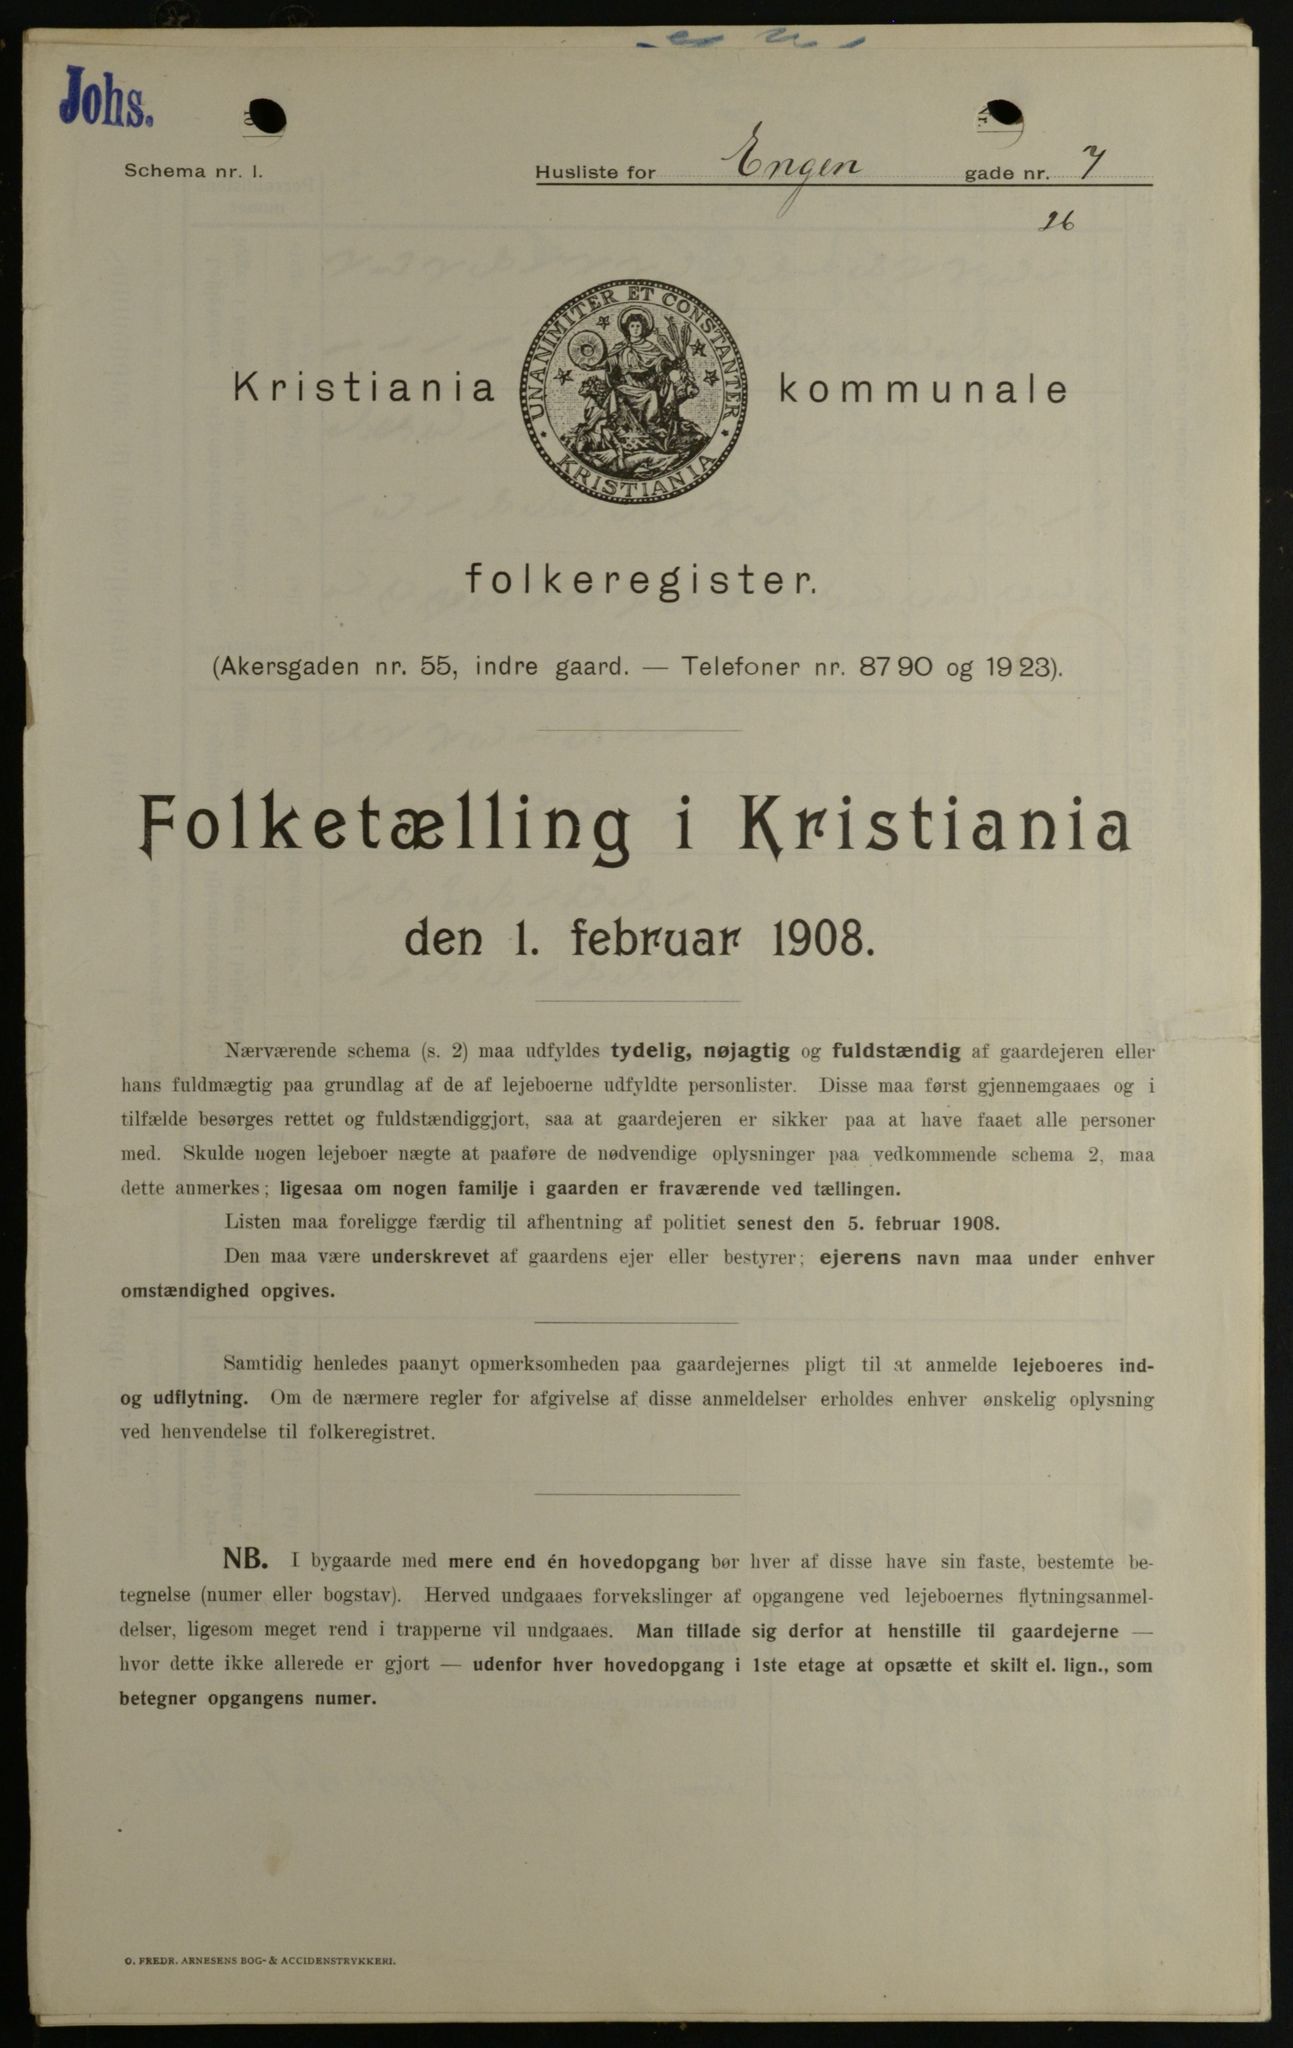 Johs.
Schema nr. 1.
Husliste for Engen gade nr. 7
26
Kristiania kommunale
UNANIMITER ET CONSTANTER
KRISTIANIA
folkeregister.
(Akersgaden nr. 55, indre gaard. — Telefoner nr. 8790 og 1923).
Folketælling i Kristiania
den 1. februar 1908.
Nærværende schema (s. 2) maa udfyldes tydelig, nøjagtig og fuldstændig af gaardejeren eller
hans fuldmægtig paa grundlag af de af lejeboerne udfyldte personlister. Disse maa først gjennemgaaes og i
tilfælde besørges rettet og fuldstændiggjort, saa at gaardejeren er sikker paa at have faaet alle personer
med. Skulde nogen lejeboer nægte at paaføre de nødvendige oplysninger paa vedkommende schema 2, maa
dette anmerkes; ligesaa om nogen familje i gaarden er fraværende ved tællingen.
Listen maa foreligge færdig til afhentning af politiet senest den 5. februar 1908.
Den maa være underskrevet af gaardens ejer eller bestyrer; ejerens navn maa under enhver
omstændighed opgives.
Samtidig henledes paanyt opmerksomheden paa gaardejernes pligt til at anmelde lejeboeres ind-
og udflytning. Om de nærmere regler for afgivelse af disse anmeldelser erholdes enhver ønskelig oplysning
ved henvendelse til folkeregistret.
NB. I bygaarde med mere end én hovedopgang bør hver af disse have sin faste, bestemte be-
tegnelse (numer eller bogstav). Herved undgaaes forvekslinger af opgangene ved lejeboernes flytningsanmel-
delser, ligesom meget rend i trapperne vil undgaaes. Man tillade sig derfor at henstille til gaardejerne —
hvor dette ikke allerede er gjort — udenfor hver hovedopgang i 1ste etage at opsætte et skilt el. lign., som
betegner opgangens numer.
O. FREDR. ARNESENS BOG- & ACCIDENSTRYKKERI.